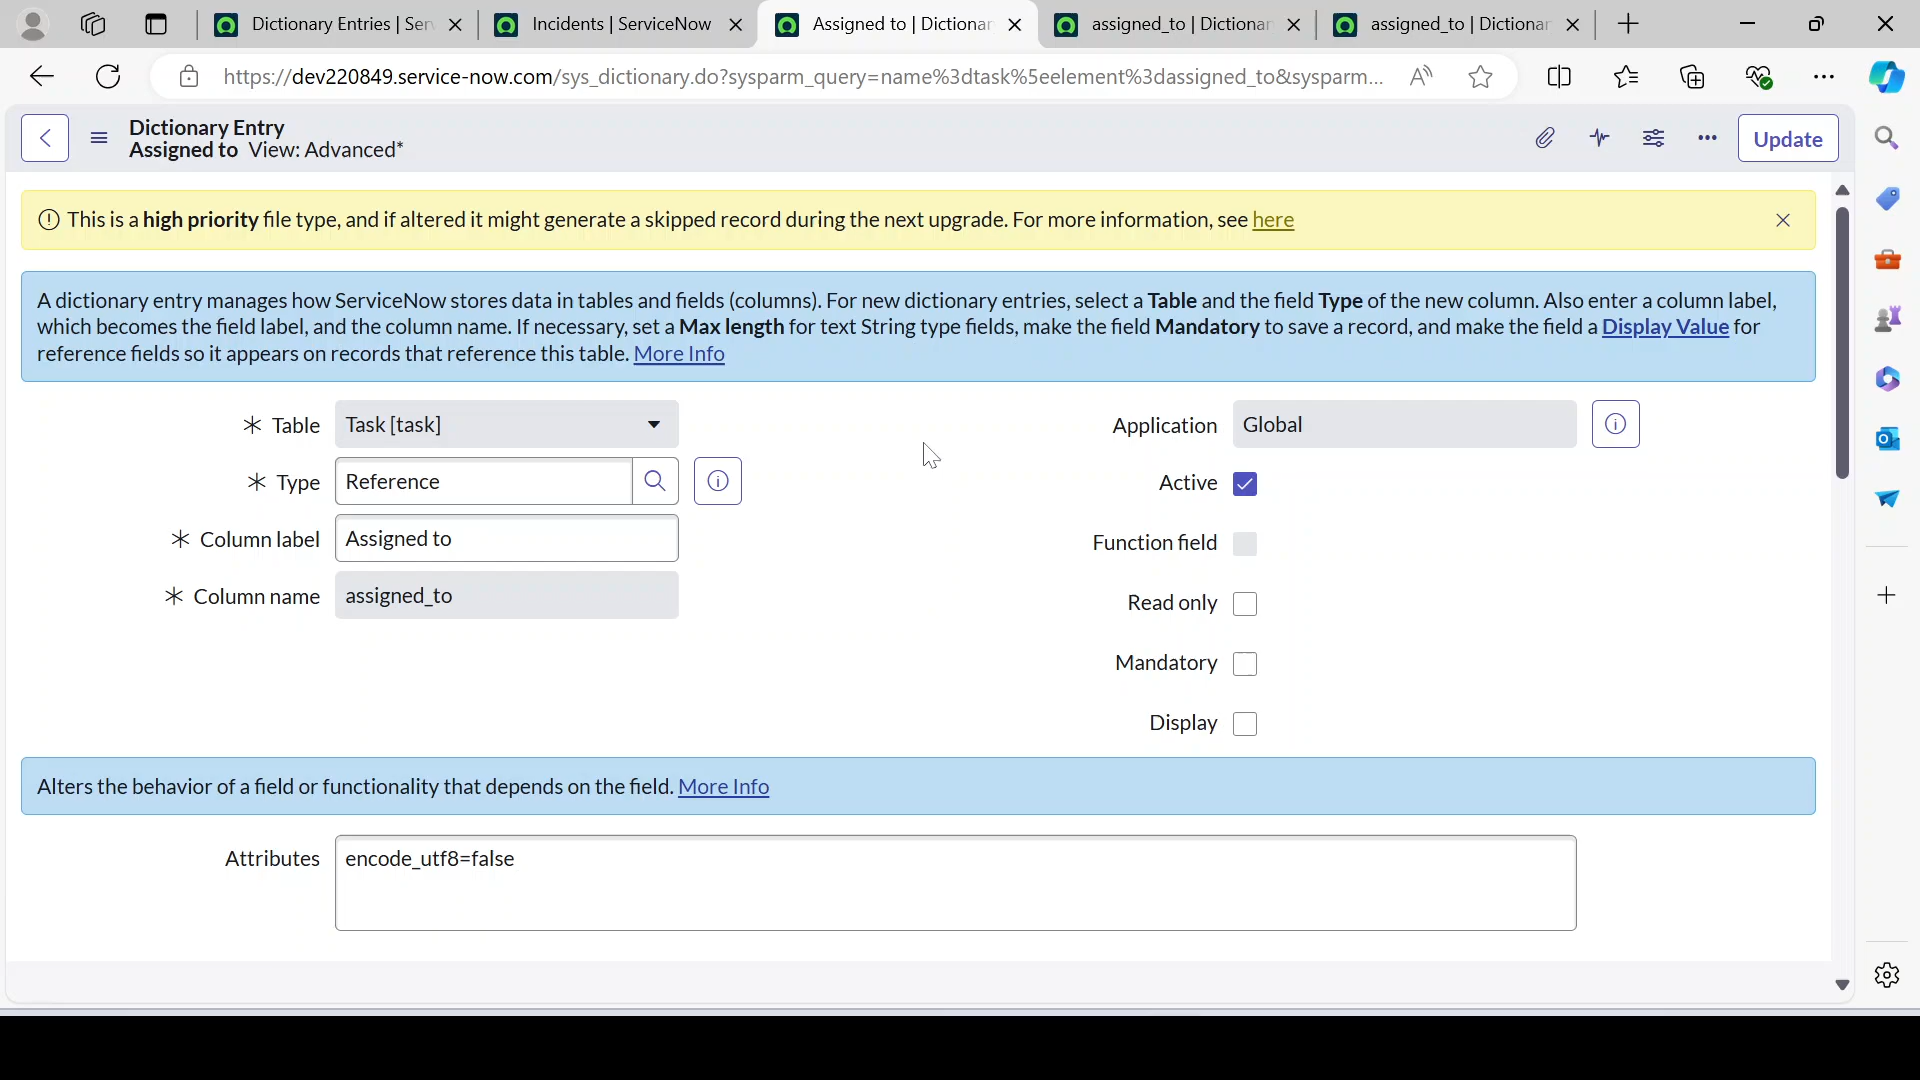 Dictionary Entries | Ser
Incidents | ServiceNow
Assigned to | Dictionar
assigned_to | Dictionar
assigned_to | Dictionar
https://dev220849.service-now.com/sys_dictionary.do?sysparm_query=name%3dtask%5eelement%3dassigned_to&sysparm...
Dictionary Entry
Assigned to View: Advanced*
Update
This is a high priority file type, and if altered it might generate a skipped record during the next upgrade. For more information, see here
A dictionary entry manages how ServiceNow stores data in tables and fields (columns). For new dictionary entries, select a Table and the field Type of the new column. Also enter a column label,
which becomes the field label, and the column name. If necessary, set a Max length for text String type fields, make the field Mandatory to save a record, and make the field a Display Value for
reference fields so it appears on records that reference this table. More Info
Table Task [task]
Type Reference
Column label Assigned to
Column name assigned_to
Application Global
Active
Function field
Read only
Mandatory
Display
Alters the behavior of a field or functionality that depends on the field. More Info
Attributes encode_utf8=false